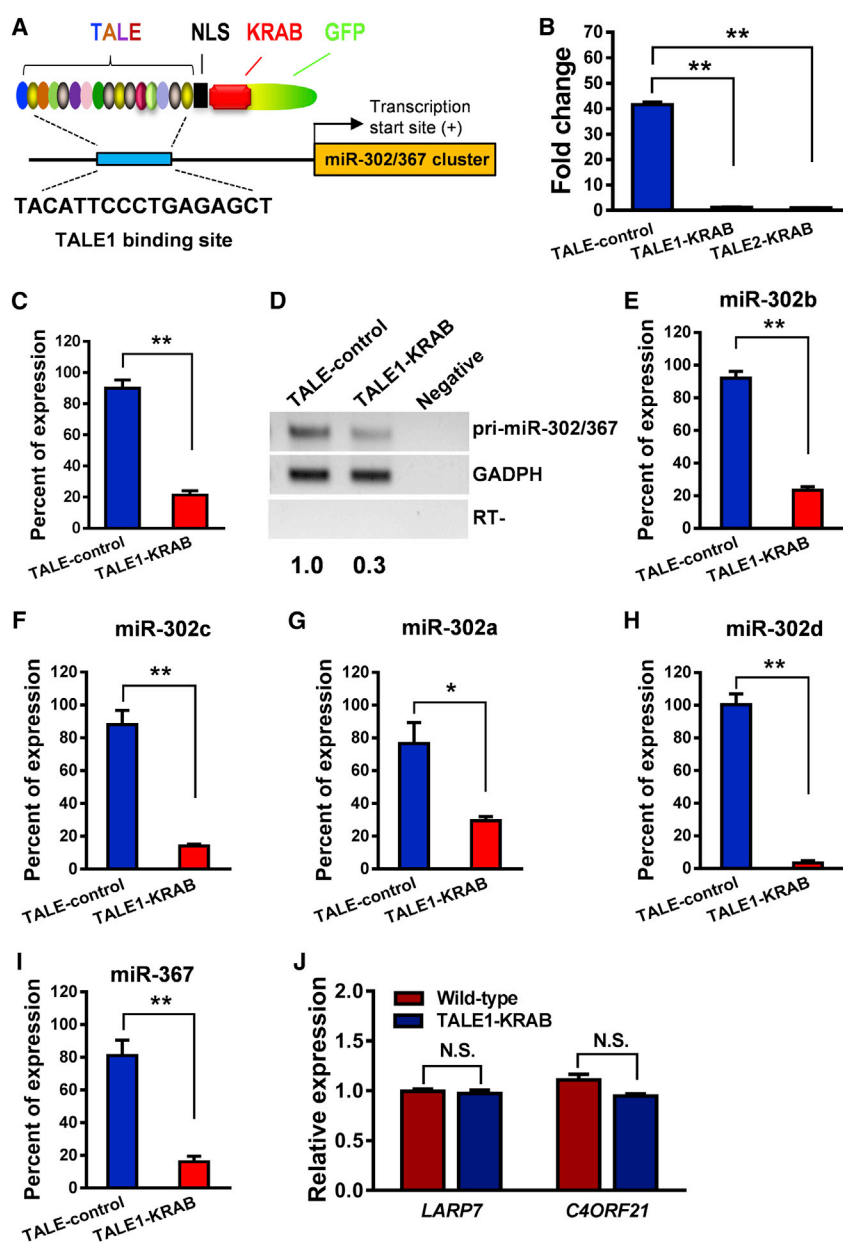 A
TALE
NLS
KRAB
GFP
Transcription
start site (+)
miR-302/367 cluster
TACATTCCCTGAGAGCT
TALE1 binding site
B
Fold change
70
60
50
40
30
20
10
0
**
**
TALE-control
TALE1-KRAB
TALE2-KRAB
C
Percent of expression
120
100
80
60
40
20
0
**
TALE-control
TALE1-KRAB
D
TALE-control
TALE1-KRAB
Negative
pri-miR-302/367
GADPH
RT-
1.0 0.3
E
miR-302b
Percent of expression
120
100
80
60
40
20
0
**
TALE-control
TALE1-KRAB
F
miR-302c
Percent of expression
120
100
80
60
40
20
0
**
TALE-control
TALE1-KRAB
G
miR-302a
Percent of expression
120
100
80
60
40
20
0
*
TALE-control
TALE1-KRAB
H
miR-302d
Percent of expression
120
100
80
60
40
20
0
**
TALE-control
TALE1-KRAB
I
miR-367
Percent of expression
120
100
80
60
40
20
0
**
TALE-control
TALE1-KRAB
J
Relative expression
2.0
1.5
1.0
0.5
0.0
Wild-type
TALE1-KRAB
N.S.
N.S.
LARP7
C4ORF21